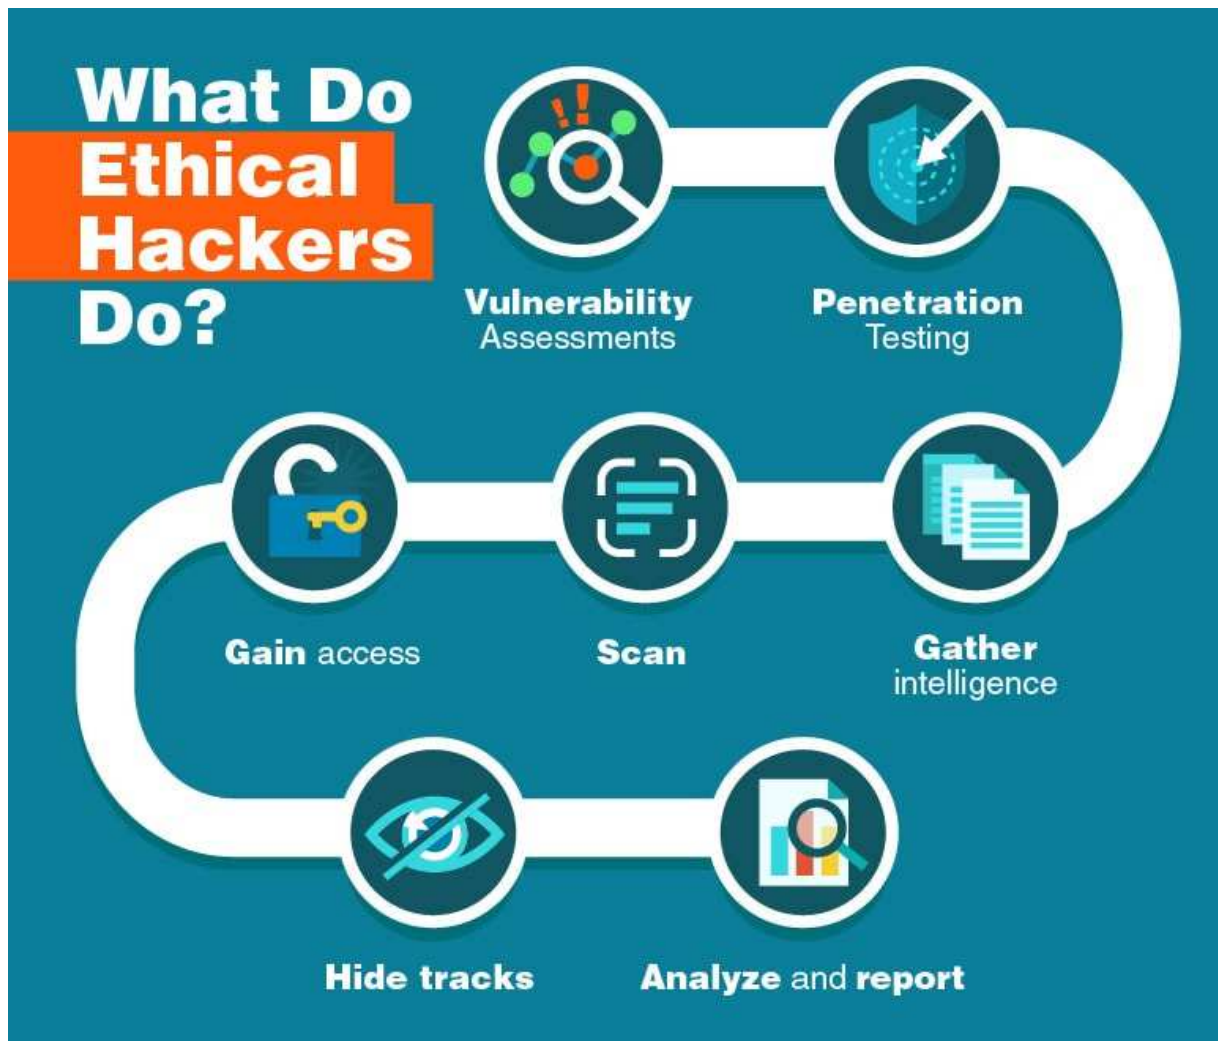 What Do
Ethical
Hackers
Do?
Vulnerability
Assessments
Penetration
Testing
Gather
intelligence
Scan
Gain access
Hide tracks
Analyze and report